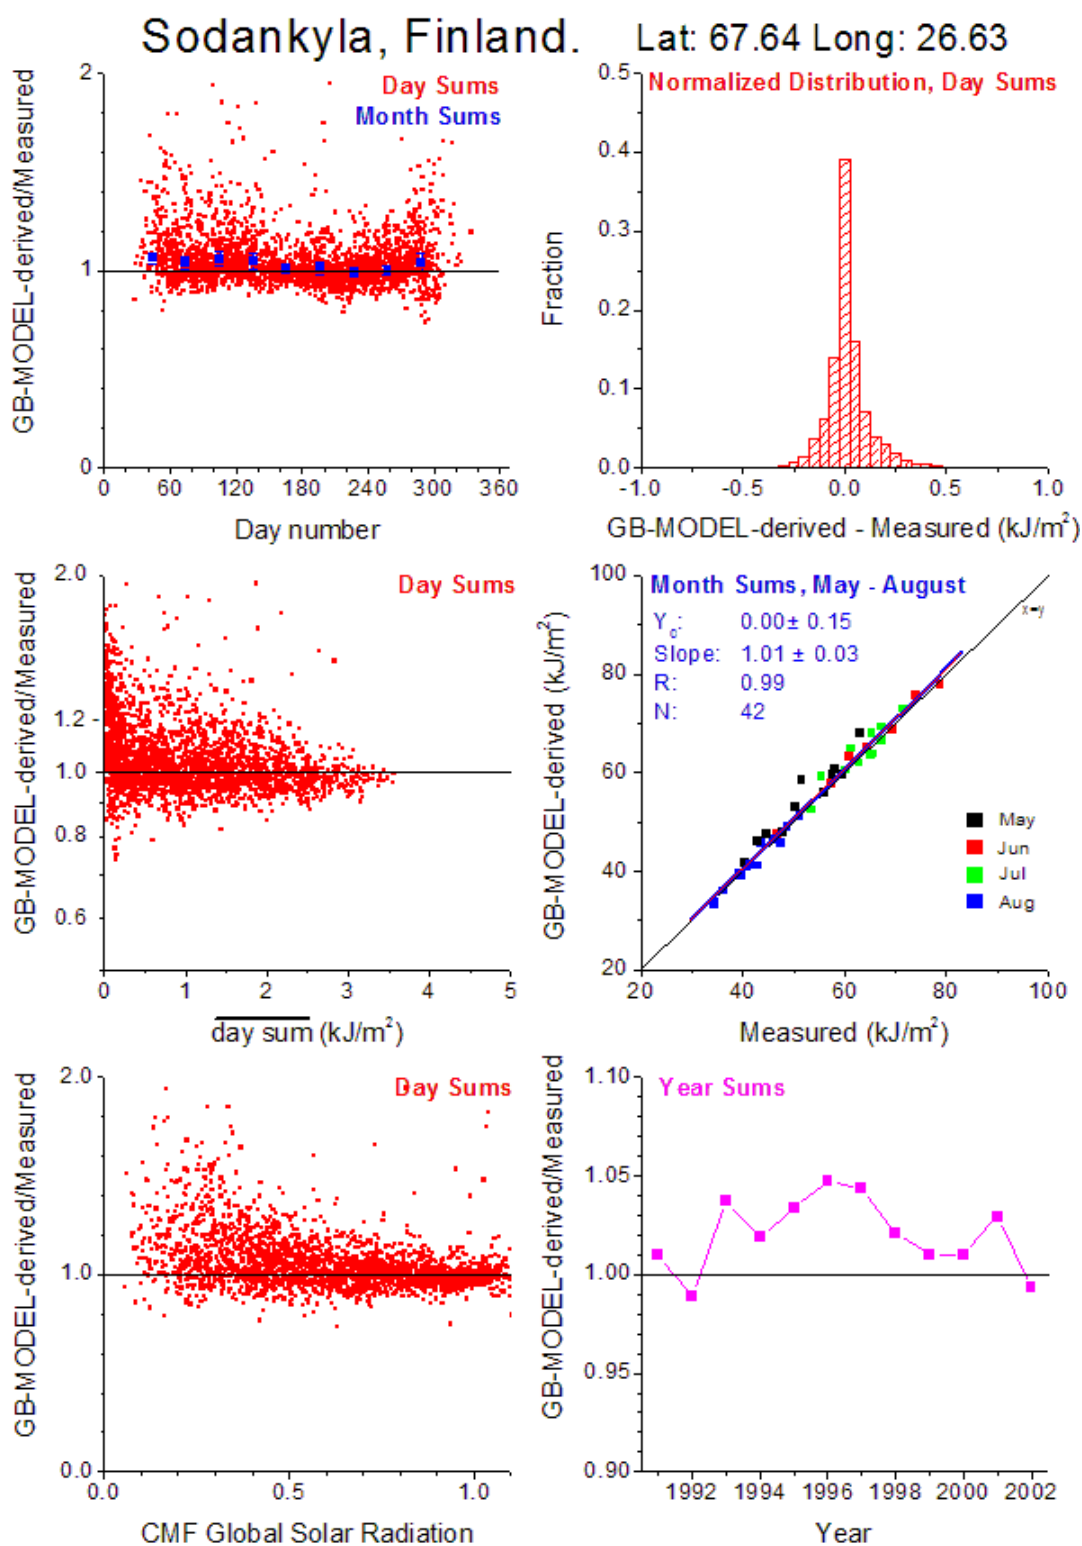 Sodankyla, Finland. Lat: 67.64 Long: 26.63
GB-MODEL-derived/Measured
2
1
0
Day Sums
Month Sums
0 60 120 180 240 300 360
Day number
Fraction
0.5
0.4
0.3
0.2
0.1
0.0
Normalized Distribution, Day Sums
-1.0 -0.5 0.0 0.5 1.0
GB-MODEL-derived - Measured (kJ/m²)
GB-MODEL-derived/Measured
2.0
1.2
1.0
0.8
0.6
Day Sums
0 1 2 3 4 5
day sum (kJ/m²)
GB-MODEL-derived (kJ/m²)
100
80
60
40
20
Month Sums, May - August
Y₀: 0.00± 0.15
Slope: 1.01 ± 0.03
R: 0.99
N: 42
x=y
May
Jun
Jul
Aug
20 40 60 80 100
Measured (kJ/m²)
GB-MODEL-derived/Measured
2.0
1.0
0.0
Day Sums
0.0 0.5 1.0
CMF Global Solar Radiation
GB-MODEL-derived/Measured
1.10
1.05
1.00
0.95
0.90
Year Sums
1992 1994 1996 1998 2000 2002
Year